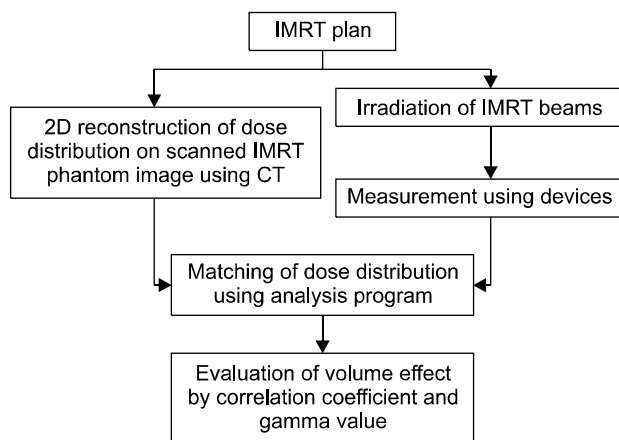 IMRT plan
2D reconstruction of dose
distribution on scanned IMRT
phantom image using CT
Irradiation of IMRT beams
Measurement using devices
Matching of dose distribution
using analysis program
Evaluation of volume effect
by correlation coefficient and
gamma value